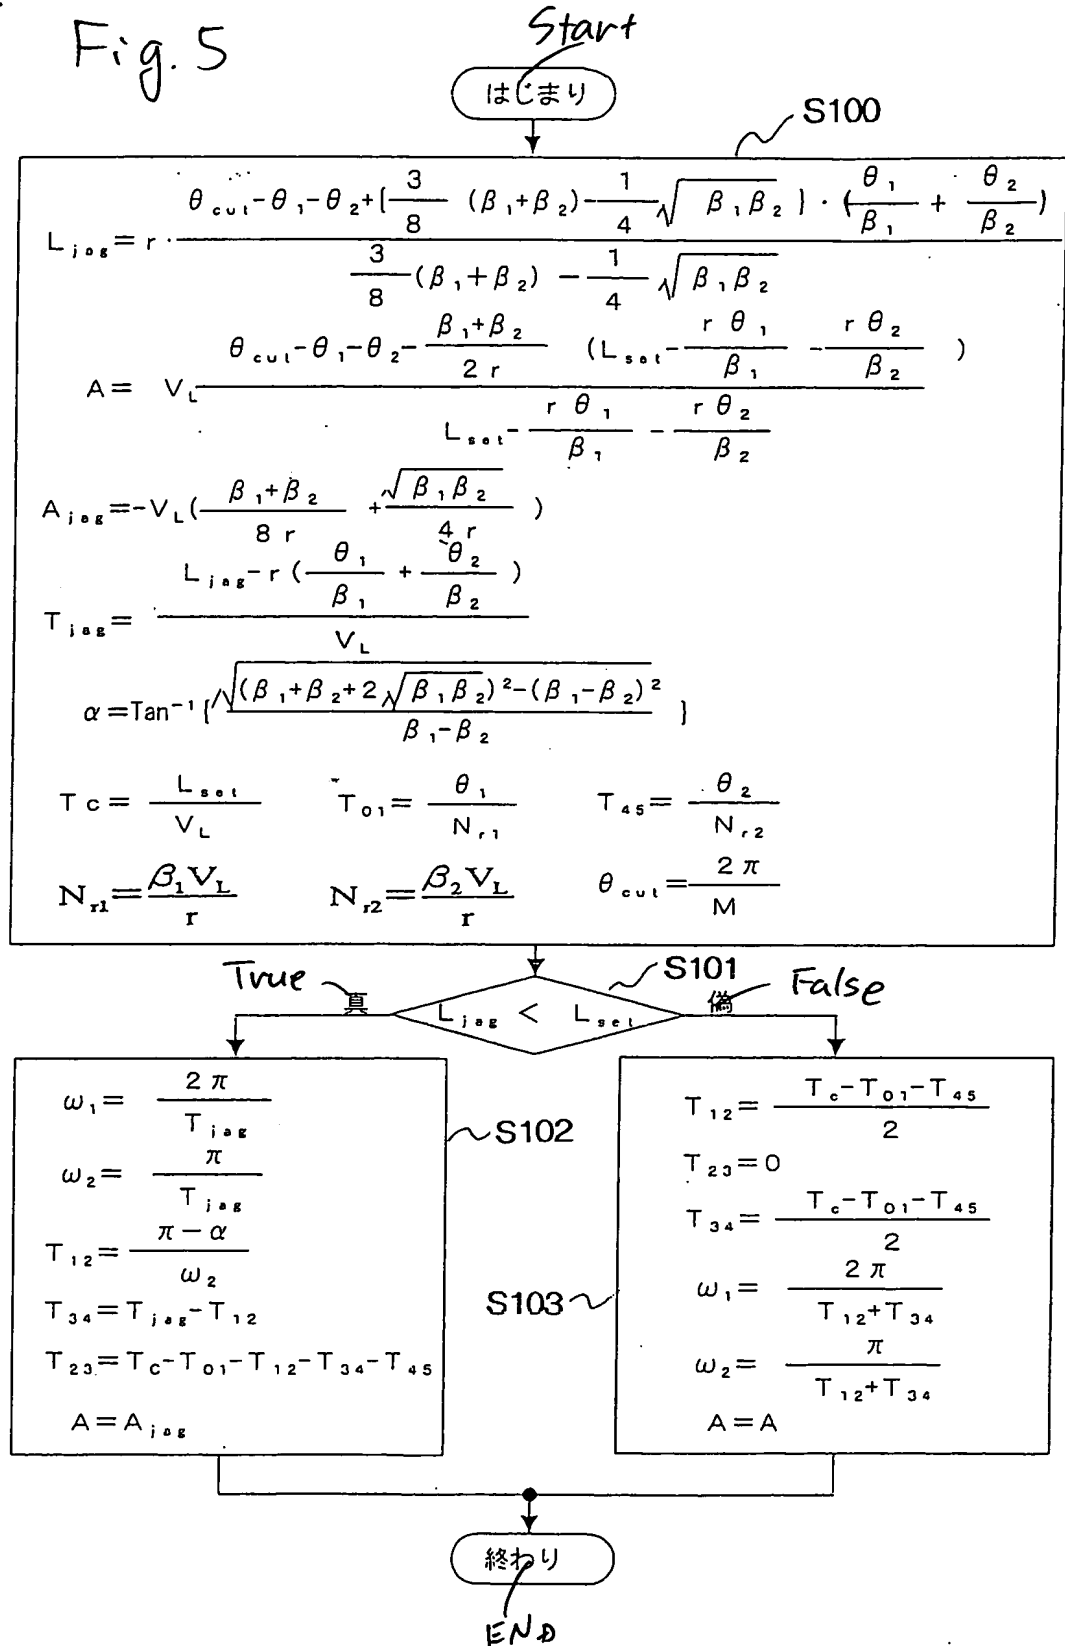 Fig. 5
Start
はじまり
S100
L_jag = r · (θ_cut - θ_1 - θ_2 + {3/8 (β_1+β_2) - 1/4 √(β_1β_2)} · (θ_1/β_1 + θ_2/β_2)) / (3/8 (β_1+β_2) - 1/4 √(β_1β_2))
A = V_L (θ_cut - θ_1 - θ_2 - (β_1+β_2)/(2r) (L_set - rθ_1/β_1 - rθ_2/β_2)) / (L_set - rθ_1/β_1 - rθ_2/β_2)
A_jag = -V_L ((β_1+β_2)/(8r) + √(β_1β_2)/(4r))
T_jag = (L_jag - r(θ_1/β_1 + θ_2/β_2)) / V_L
α = Tan⁻¹ {√((β_1+β_2+2√(β_1β_2))² - (β_1-β_2)²) / (β_1-β_2)}
Tc = L_set/V_L T_01 = θ_1/N_r1 T_45 = θ_2/N_r2
N_r1 = β_1V_L/r N_r2 = β_2V_L/r θ_cut = 2π/M
S101
True 真 L_jag < L_set 偽 False
ω_1 = 2π/T_jag
ω_2 = π/T_jag
T_12 = (π-α)/ω_2
T_34 = T_jag - T_12
T_23 = T_C - T_01 - T_12 - T_34 - T_45
A = A_jag
S102
T_12 = (T_c - T_01 - T_45)/2
T_23 = 0
T_34 = (T_c - T_01 - T_45)/2
ω_1 = 2π/(T_12+T_34)
ω_2 = π/(T_12+T_34)
A = A
S103
終わり
END